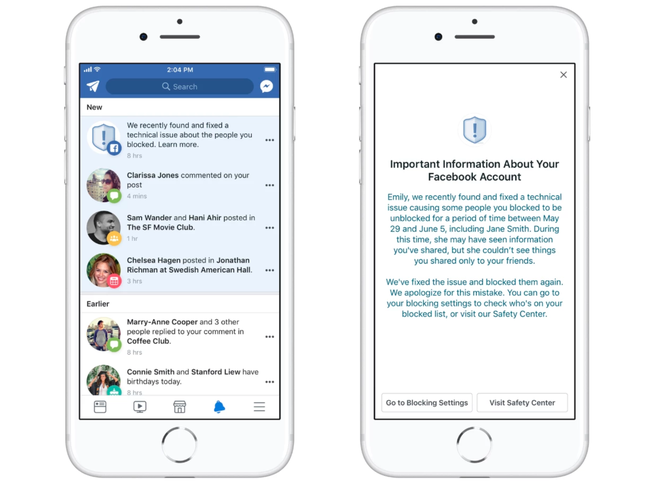 2:04 PM
Search
New
We recently found and fixed a
technical issue about the people you
blocked. Learn more.
8 hrs
Clarissa Jones commented on your
post
4 mins
Sam Wander and Hani Ahir posted in
The SF Movie Club.
1 hr
Chelsea Hagen posted in Jonathan
Richman at Swedish American Hall.
3 hrs
Earlier
Mary-Anne Cooper and 3 other
people replied to your comment in
Coffee Club.
8 hrs
Connie Smith and Stanford Liew have
birthdays today.
8 hrs
Important Information About Your
Facebook Account
Emily, we recently found and fixed a technical
issue causing some people you blocked to be
unblocked for a period of time between May
29 and June 5, including Jane Smith. During
this time, she may have seen information
you've shared, but she couldn't see things
you shared only to your friends.
We've fixed the issue and blocked them again.
We apologize for this mistake. You can go to
your blocking settings to check who's on your
blocked list, or visit our Safety Center.
Go to Blocking Settings
Visit Safety Center